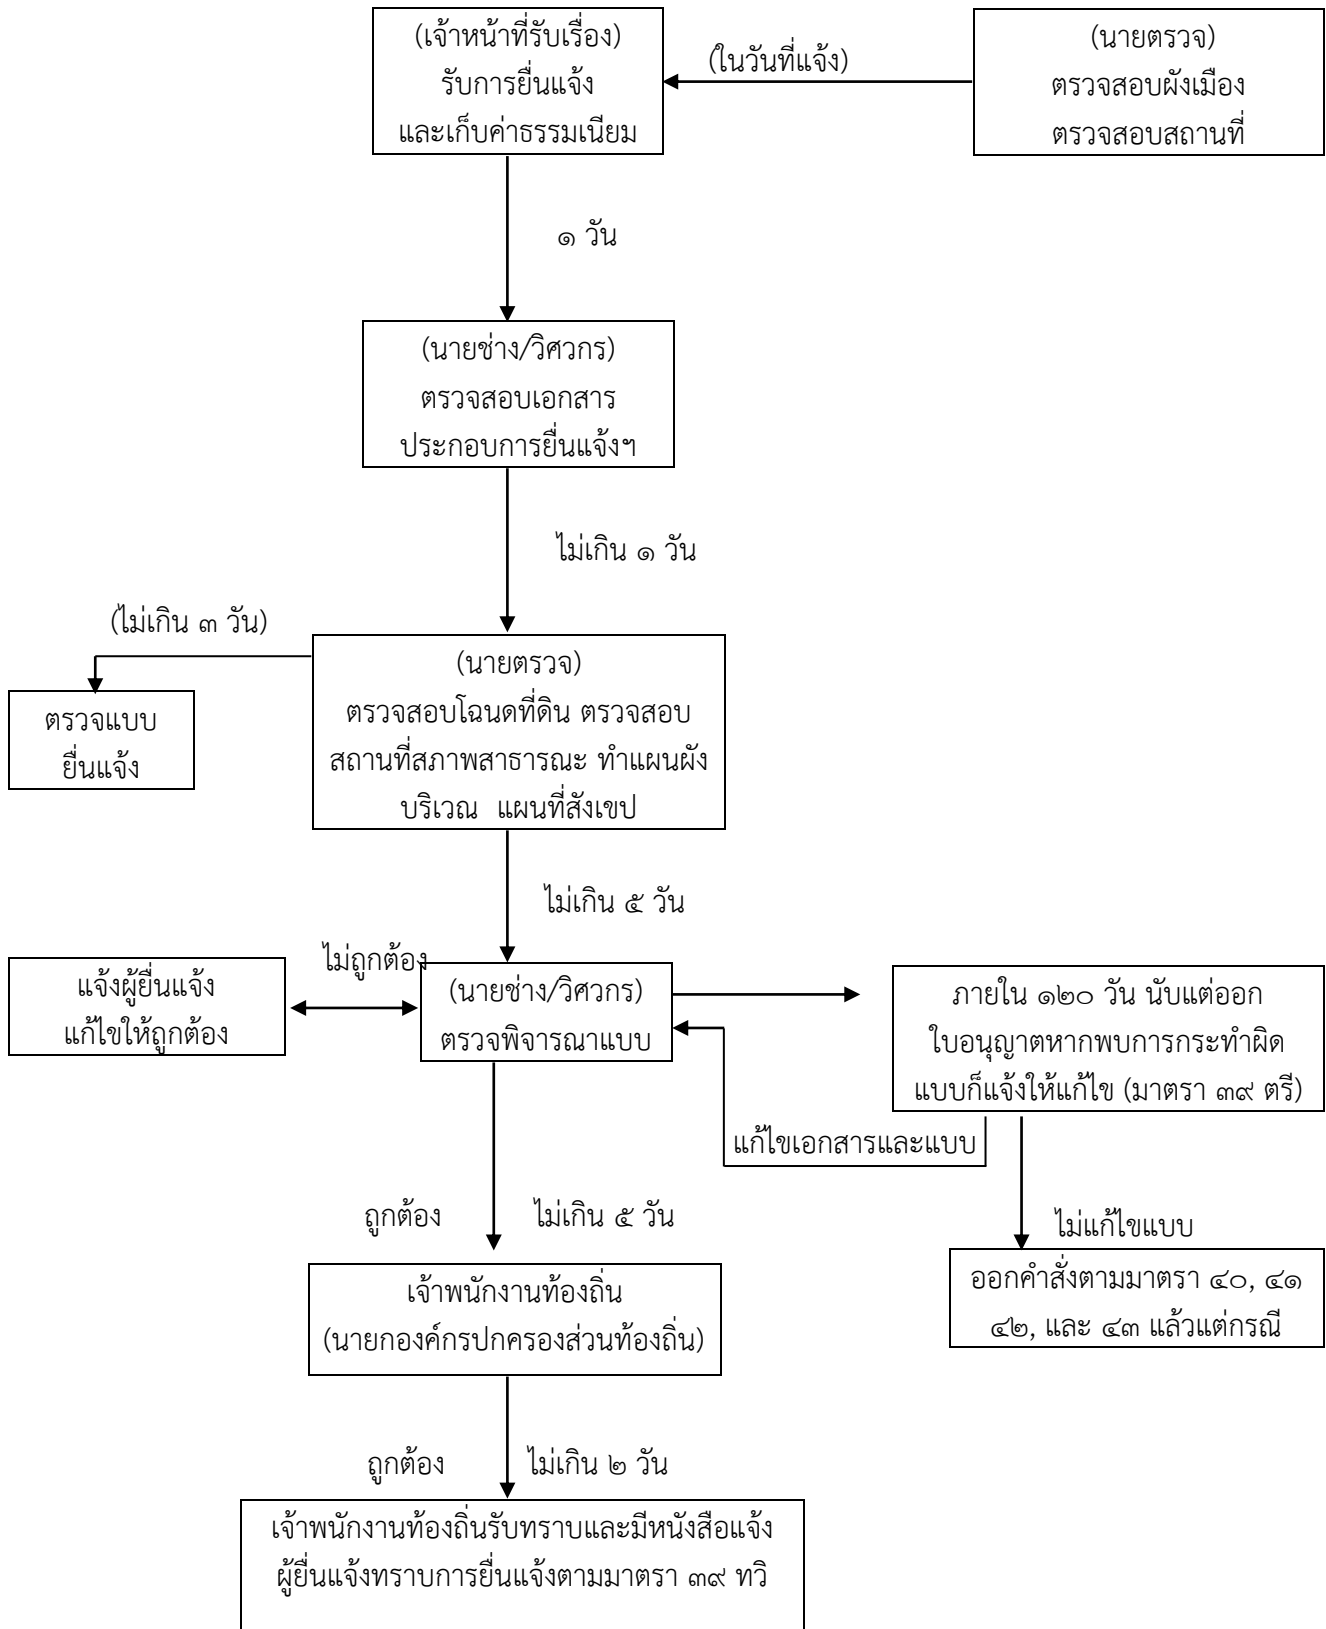 (เจ้าหน้าที่รับเรื่อง)
รับการยื่นแจ้ง
และเก็บค่าธรรมเนียม
(ในวันที่แจ้ง)
(นายตรวจ)
ตรวจสอบผังเมือง
ตรวจสอบสถานที่
๑ วัน
(นายช่าง/วิศวกร)
ตรวจสอบเอกสาร
ประกอบการยื่นแจ้งฯ
ไม่เกิน ๑ วัน
(ไม่เกิน ๓ วัน)
(นายตรวจ)
ตรวจสอบโฉนดที่ดิน ตรวจสอบ
สถานที่สภาพสาธารณะ ทำแผนผัง
บริเวณ แผนที่สังเขป
ตรวจแบบ
ยื่นแจ้ง
ไม่เกิน ๕ วัน
ไม่ถูกต้อง
แจ้งผู้ยื่นแจ้ง
แก้ไขให้ถูกต้อง
(นายช่าง/วิศวกร)
ตรวจพิจารณาแบบ
ภายใน ๑๒๐ วัน นับแต่ออก
ใบอนุญาตหากพบการกระทำผิด
แบบก็แจ้งให้แก้ไข (มาตรา ๓๙ ตรี)
แก้ไขเอกสารและแบบ
ถูกต้อง
ไม่เกิน ๕ วัน
ไม่แก้ไขแบบ
ออกคำสั่งตามมาตรา ๔๐, ๔๑
๔๒, และ ๔๓ แล้วแต่กรณี
เจ้าพนักงานท้องถิ่น
(นายกองค์กรปกครองส่วนท้องถิ่น)
ถูกต้อง
ไม่เกิน ๒ วัน
เจ้าพนักงานท้องถิ่นรับทราบและมีหนังสือแจ้ง
ผู้ยื่นแจ้งทราบการยื่นแจ้งตามมาตรา ๓๙ ทวิ